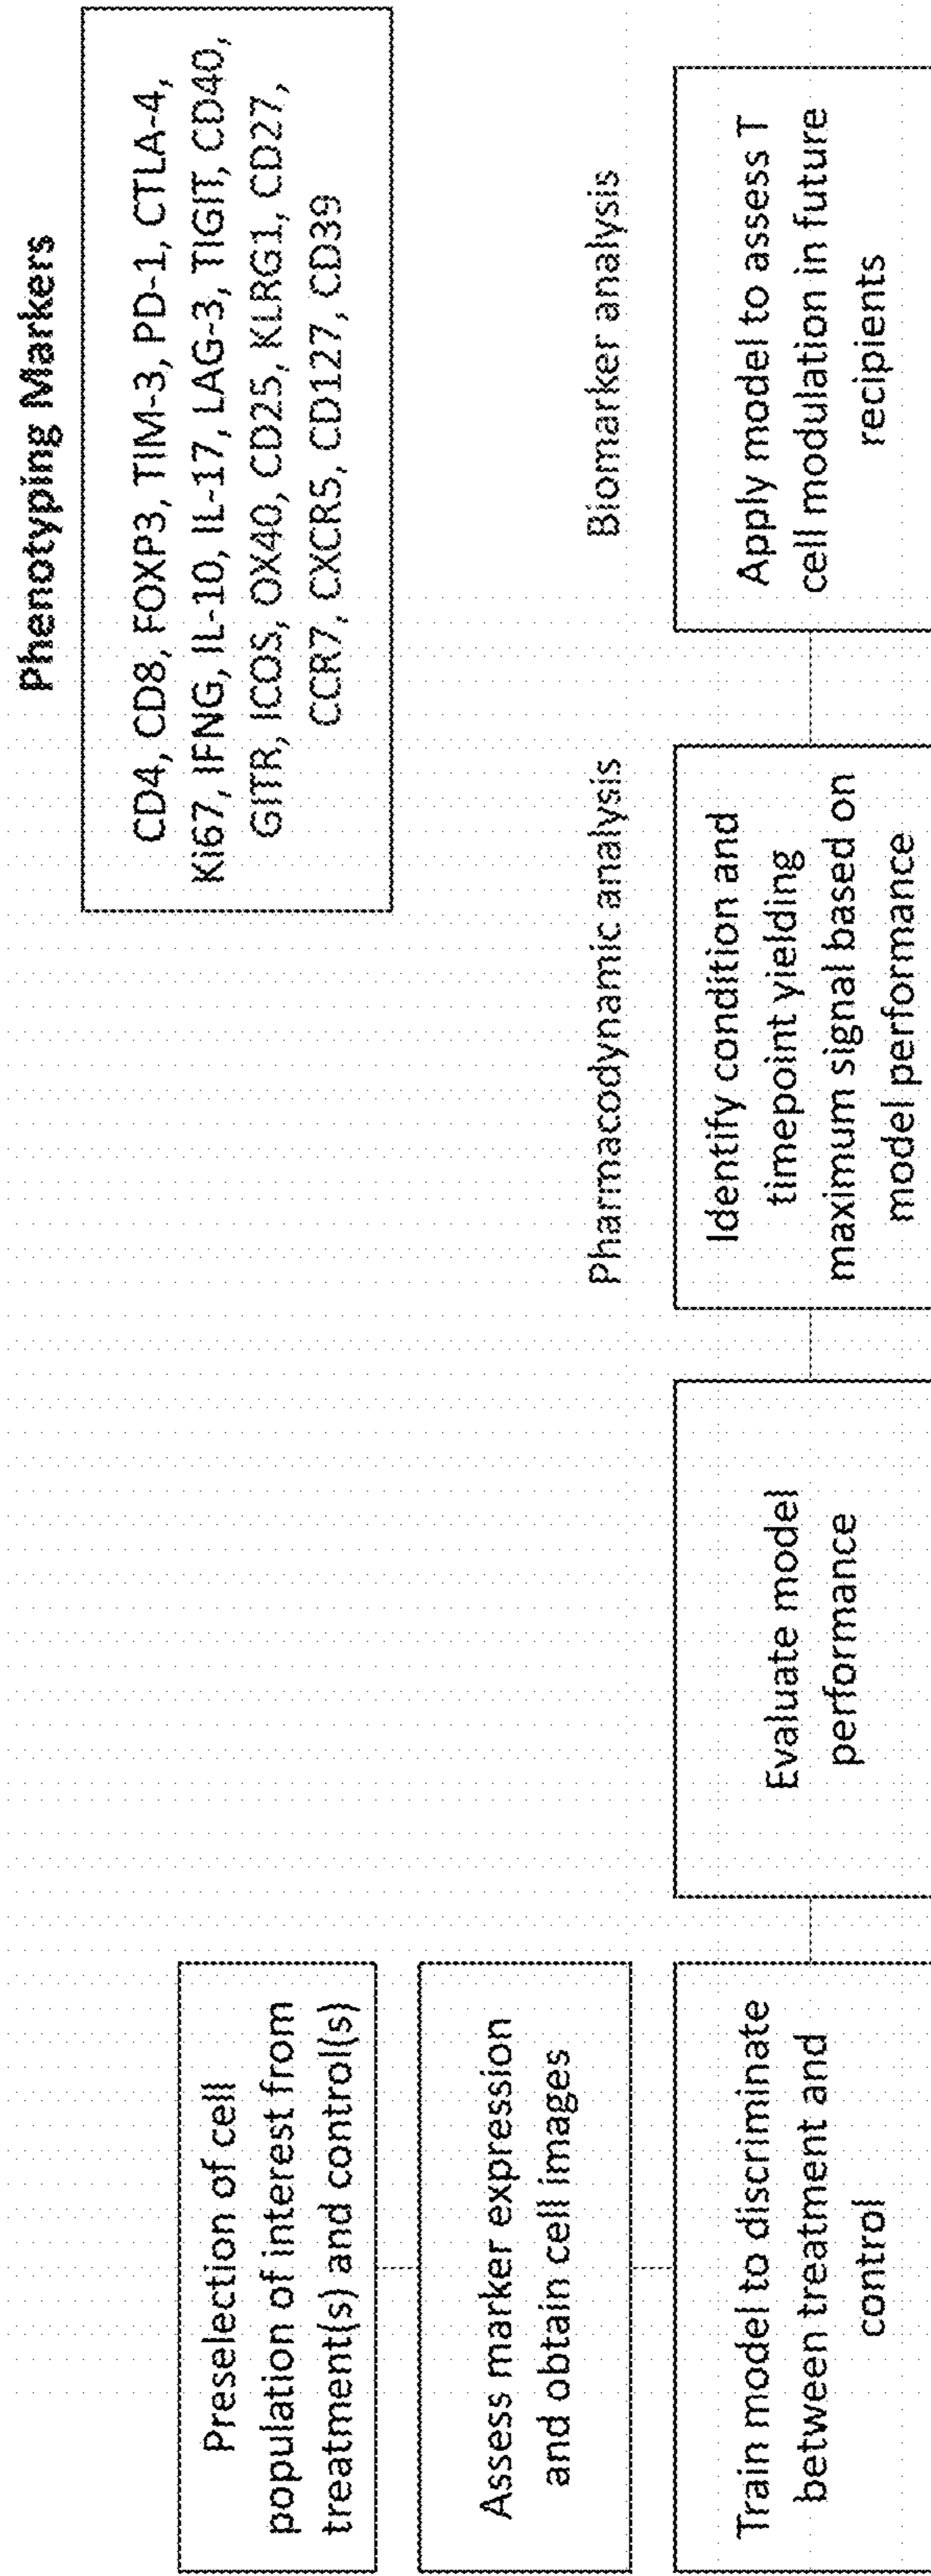 Phenotyping Markers
CD4, CD8, FOXP3, TIM-3, PD-1, CTLA-4,
Ki67, IFNG, IL-10, IL-17, LAG-3, TIGIT, CD40,
GITR, ICOS, OX40, CD25, KLRG1, CD27,
CCR7, CXCR5, CD127, CD39
Preselection of cell
population of interest from
treatment(s) and control(s)
Assess marker expression
and obtain cell images
Train model to discriminate
between treatment and
control
Evaluate model
performance
Pharmacodynamic analysis
Identify condition and
timepoint yielding
maximum signal based on
model performance
Biomarker analysis
Apply model to assess T
cell modulation in future
recipients